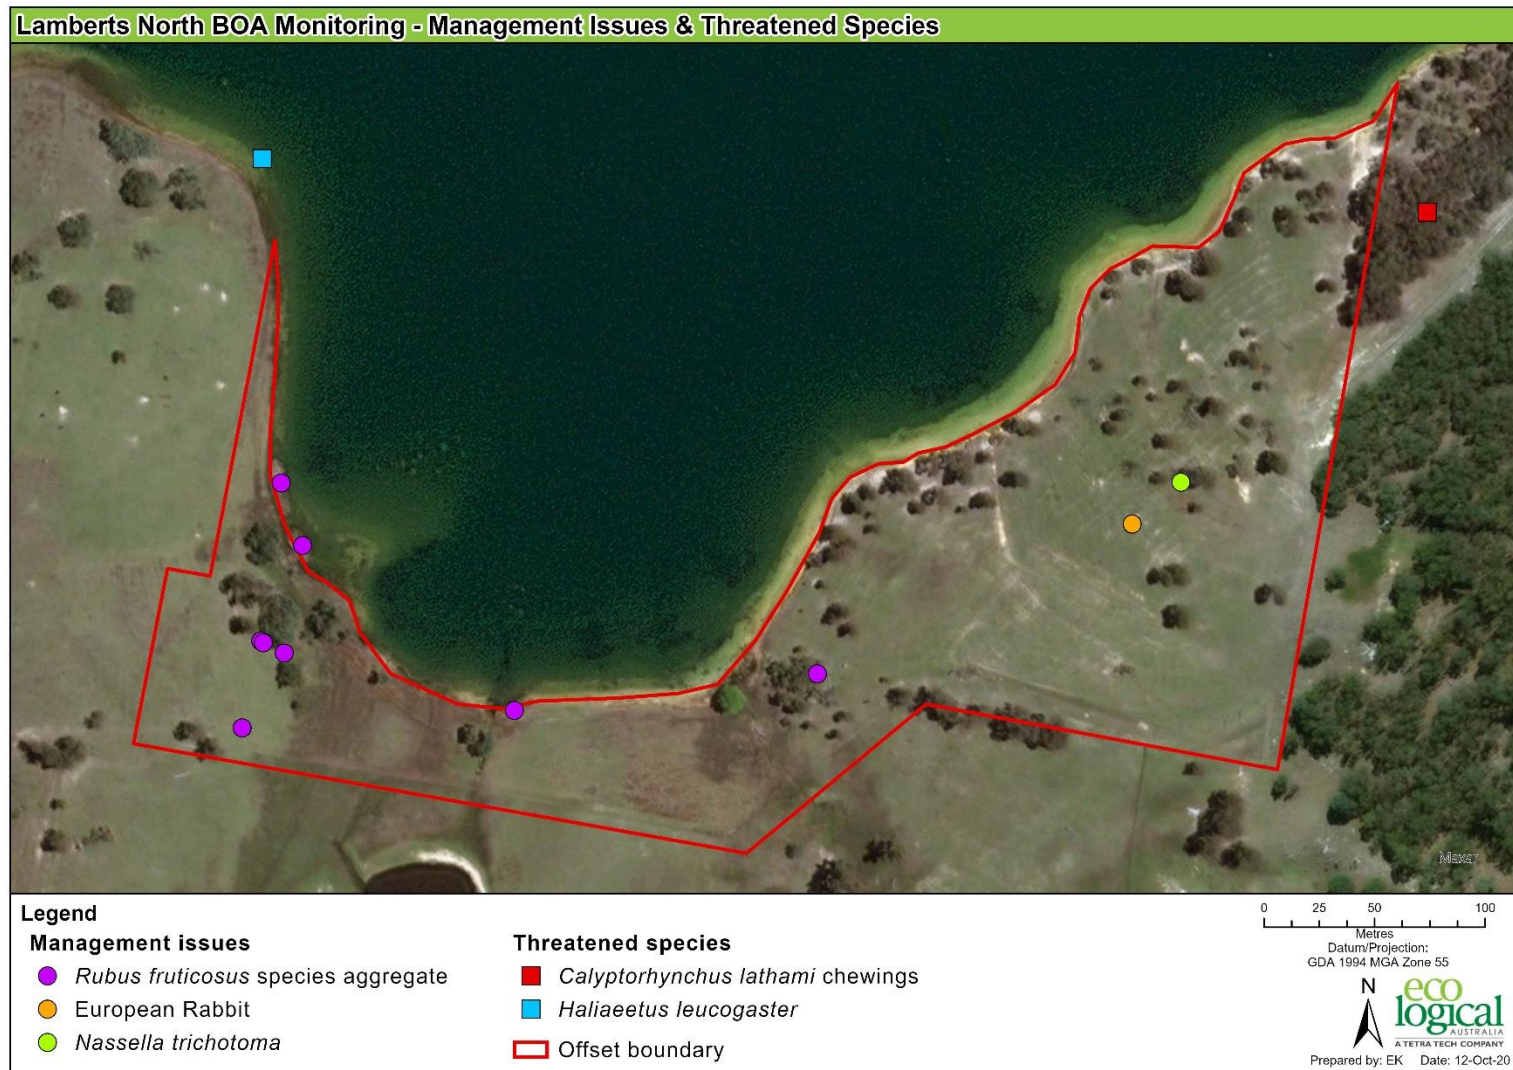 Lamberts North BOA Monitoring - Management Issues & Threatened Species
Maxar
Legend
Management issues
Rubus fruticosus species aggregate
European Rabbit
Nassella trichotoma
Threatened species
Calyptorhynchus lathami chewings
Haliaeetus leucogaster
Offset boundary
0 25 50 100
Metres
Datum/Projection:
GDA 1994 MGA Zone 55
N
eco
logical
AUSTRALIA
A TETRA TECH COMPANY
Prepared by: EK Date: 12-Oct-20